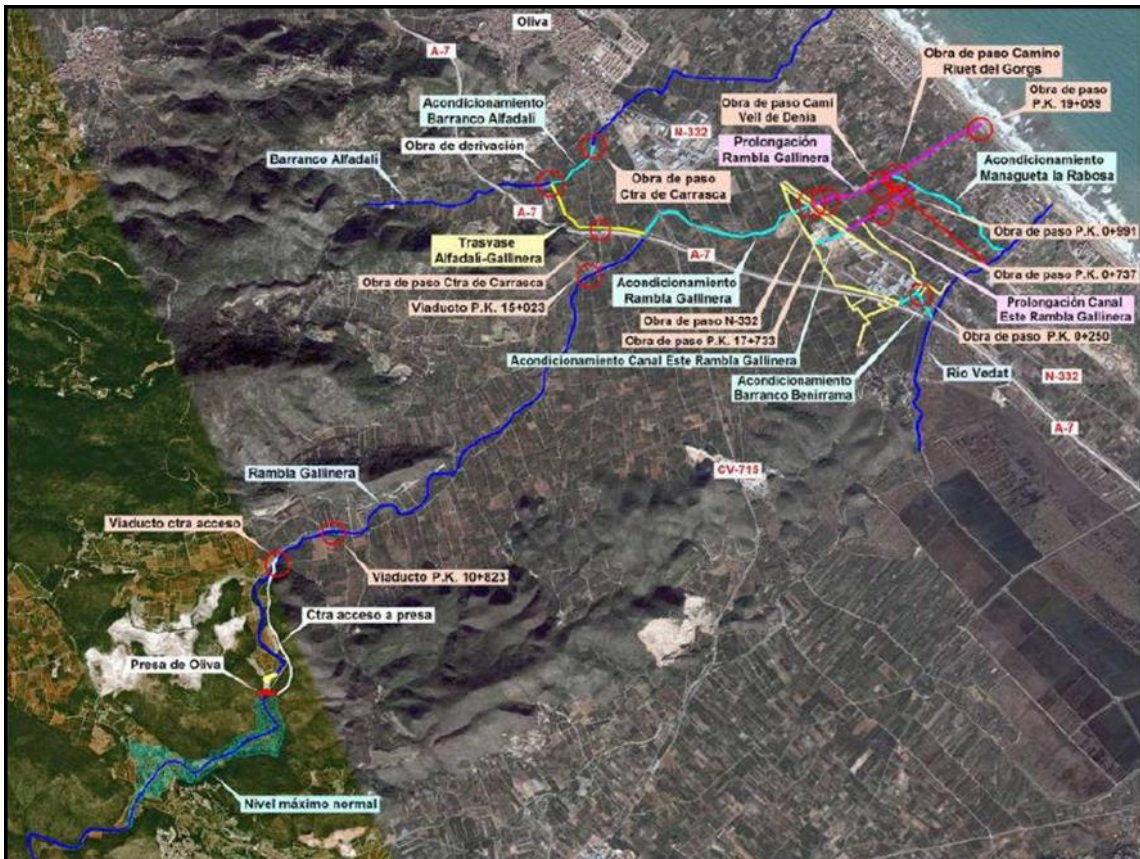 Oliva
A-7
Acondicionamiento
Barranco Alfadali
Obra de derivación
Barranco Alfadali
N-332
Obra de paso Camino
Riuet del Gorgs
Obra de paso
P.K. 19+059
Obra de paso Cami
Vell de Denia
Prolongación
Rambla Gallinera
Acondicionamiento
Managueta la Rabosa
Obra de paso
Ctra de Carrasca
A-7
Trasvase
Alfadali-Gallinera
Obra de paso Ctra de Carrasca
Viaducto P.K. 15+023
Acondicionamiento
Rambla Gallinera
A-7
Obra de paso P.K. 0+991
Obra de paso P.K. 0+737
Prolongación Canal
Este Rambla Gallinera
Obra de paso N-332
Obra de paso P.K. 17+733
Obra de paso P.K. 0+250
Acondicionamiento Canal Este Rambla Gallinera
Acondicionamiento
Barranco Benirrama
Río Vedat
N-332
A-7
CV-715
Rambla Gallinera
Viaducto ctra acceso
Viaducto P.K. 10+823
Ctra acceso a presa
Presa de Oliva
Nivel máximo normal